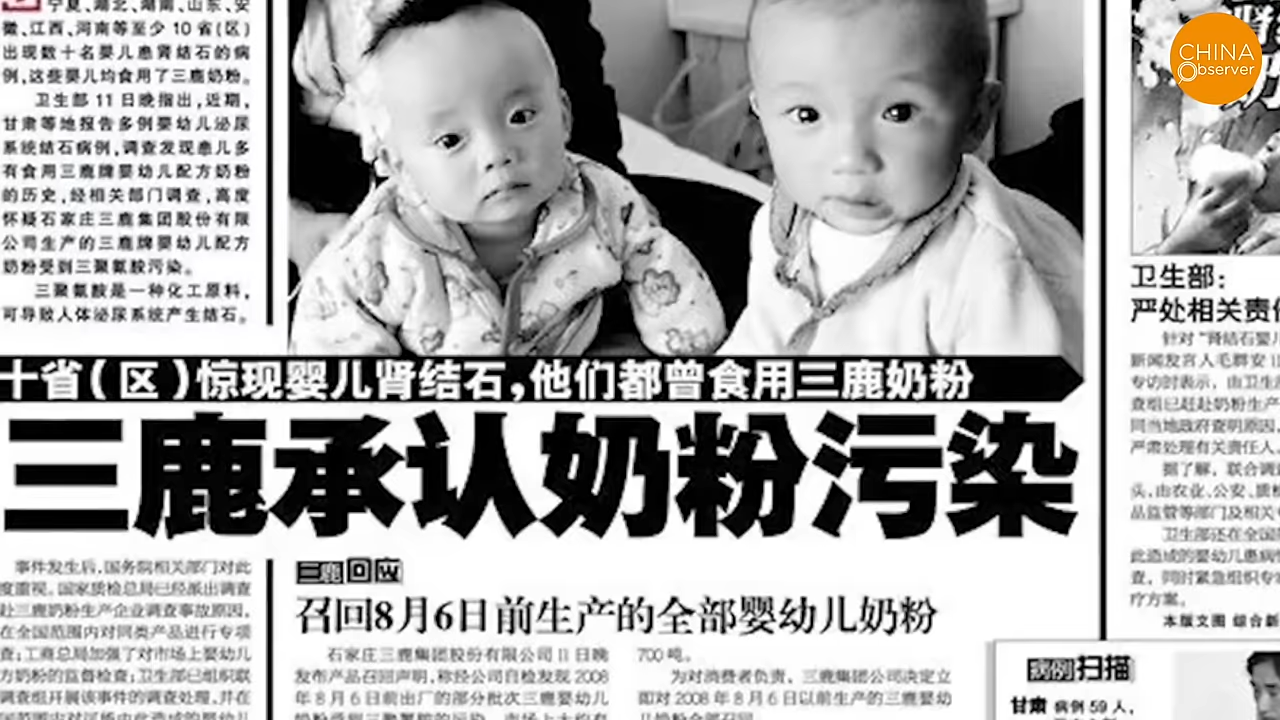 宁夏、湖北、湖南、山东、安
徽、江西、河南等至少 10 省(区)
出现数十名婴儿患肾结石的病
例,这些婴儿均食用了三鹿奶粉。
卫生部 11 日晚指出,近期,
甘肃等地报告多例婴幼儿泌尿
系统结石病例,调查发现患儿多
有食用三鹿牌婴幼儿配方奶粉
的历史,经相关部门调查,高度
怀疑石家庄三鹿集团股份有限
公司生产的三鹿牌婴幼儿配方
奶粉受到三聚氰胺污染。
三聚氰胺是一种化工原料,
可导致人体泌尿系统产生结石。
十省(区)惊现婴儿肾结石,他们都曾食用三鹿奶粉
三鹿承认奶粉污染
事件发生后,国务院相关部门对此
度重视。国家质检总局已经派出调查
赴三鹿奶粉生产企业调查事故原因,
在全国范围内对同类产品进行专项
查;工商总局加强了对市场上婴幼儿
方奶粉的监督检查;卫生部已组织联
调查组开展该事件的调查处理,并在
三鹿回应
召回8月6日前生产的全部婴幼儿奶粉
石家庄三鹿集团股份有限公司11日晚
发布产品召回声明,称经公司自检发现2008
年8月6日前出厂的部分批次三鹿婴幼儿
700 吨。
为对消费者负责,三鹿集团公司决定立
即对2008年8月6日以前生产的三鹿婴幼
CHINA
Observer
卫生部:
严处相关责
针对“肾结石婴儿
新闻发言人毛群安
专访时表示,由卫生
查组已赶赴奶粉生产
同当地政府查明原因,
严肃处理有关责任人。
据了解,联合调
头,由农业、公安、质
品监管等部门及相关
卫生部还在全国
此造成的婴幼儿患病
查,同时紧急组织专
疗方案。
本版文图 综合新
病例扫描
甘肃 病例 59 人,